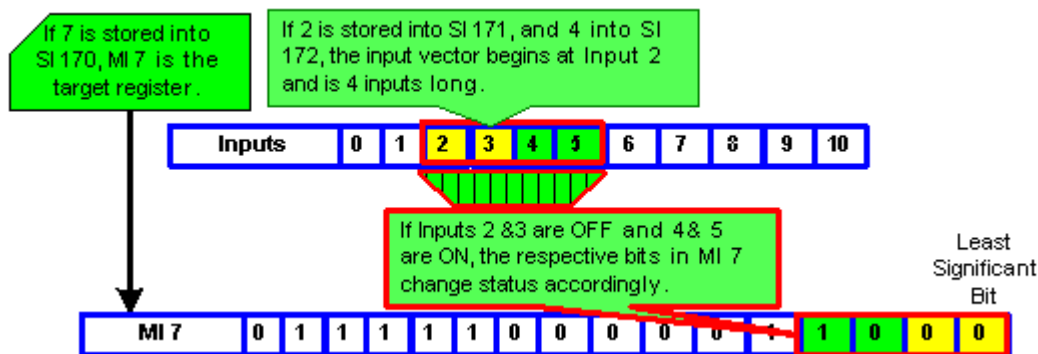 If 7 is stored into
SI 170, MI 7 is the
target register.
If 2 is stored into SI 171, and 4 into SI
172, the input vector begins at Input 2
and is 4 inputs long.
Inputs 0 1 2 3 4 5 6 7 8 9 10
If Inputs 2 &3 are OFF and 4& 5
are ON, the respective bits in MI 7
change status accordingly.
Least
Significant
Bit
MI 7 0 1 1 1 1 1 0 0 0 0 0 1 1 0 0 0